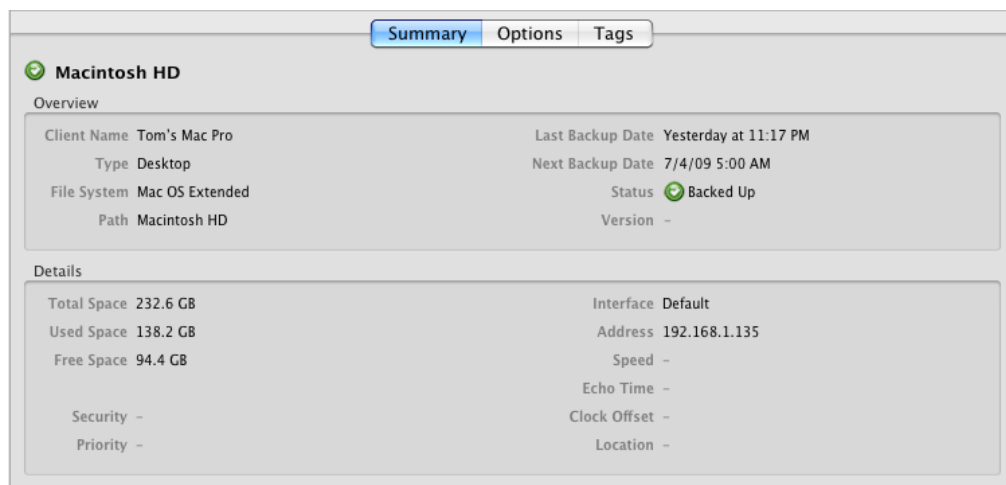 Summary Options Tags
Macintosh HD
Overview
Client Name Tom's Mac Pro
Type Desktop
File System Mac OS Extended
Path Macintosh HD
Last Backup Date Yesterday at 11:17 PM
Next Backup Date 7/4/09 5:00 AM
Status Backed Up
Version –
Details
Total Space 232.6 GB
Used Space 138.2 GB
Free Space 94.4 GB
Security –
Priority –
Interface Default
Address 192.168.1.135
Speed –
Echo Time –
Clock Offset –
Location –